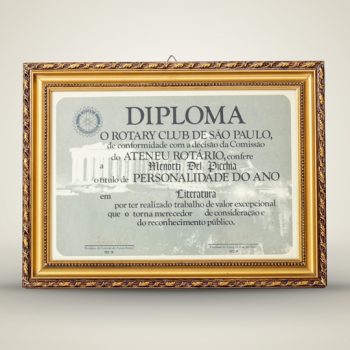 DIPLOMA
O ROTARY CLUB DE SÃO PAULO,
de conformidade com a decisão da Comissão
do ATENEU ROTÁRIO, confere
a Menotti Del Picchia
o título de PERSONALIDADE DO ANO
em Literatura
por ter realizado trabalho de valor excepcional
que o torna merecedor de consideração e
do reconhecimento público.